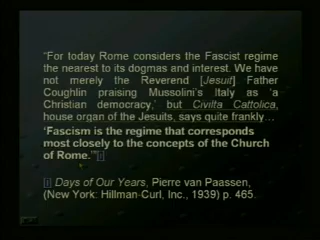 “For today Rome considers the Fascist regime
the nearest to its dogmas and interest. We have
not merely the Reverend [Jesuit] Father
Coughlin praising Mussolini's Italy as ‘a
Christian democracy,’ but Civilta Cattolica,
house organ of the Jesuits, says quite frankly…
‘Fascism is the regime that corresponds
most closely to the concepts of the Church
of Rome.’”[i]
[i] Days of Our Years, Pierre van Paassen,
(New York: Hillman-Curl, Inc., 1939) p. 465.